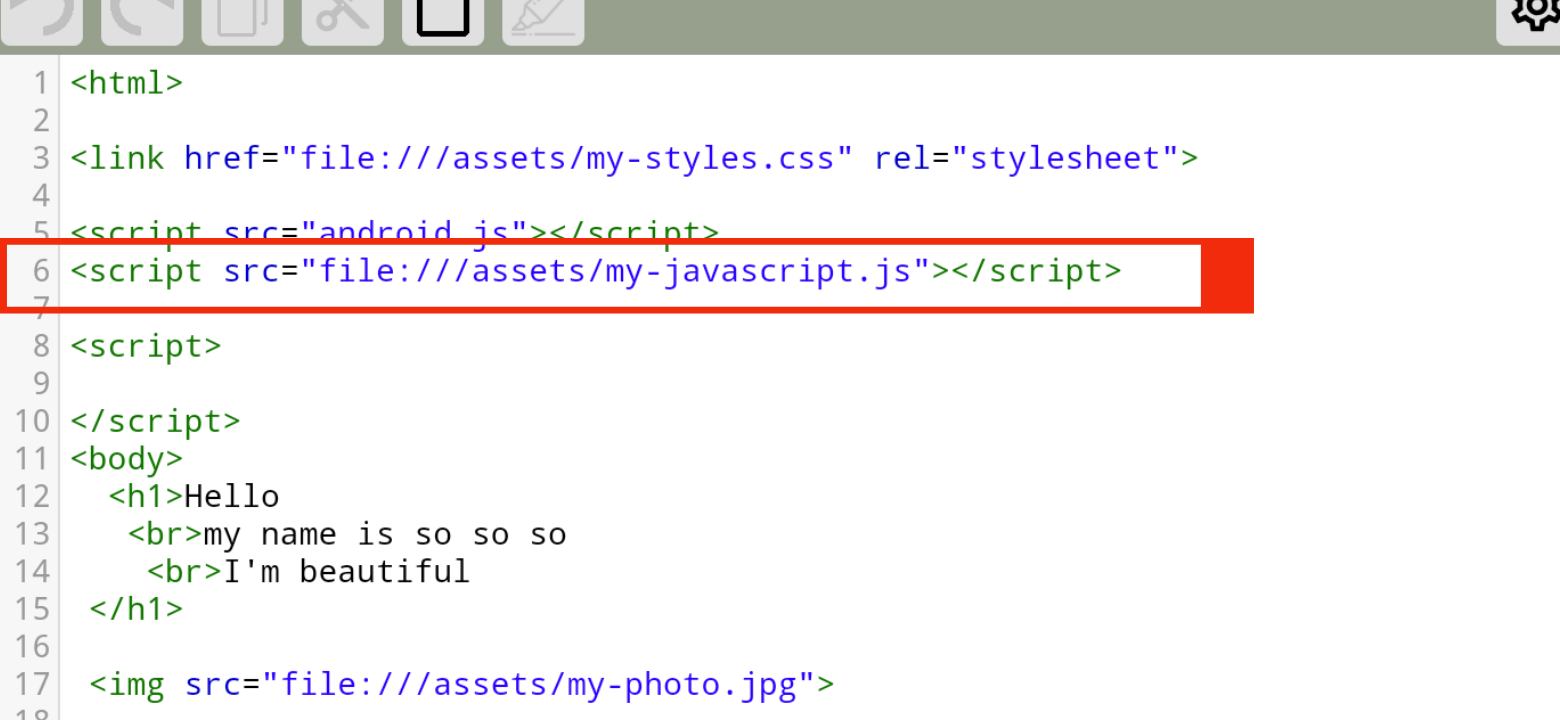 1 <html>
2
3 <link href="file:///assets/my-styles.css" rel="stylesheet">
4
5 <script src="android.js"></script>
6 <script src="file:///assets/my-javascript.js"></script>
7
8 <script>
9
10 </script>
11 <body>
12 <h1>Hello
13 <br>my name is so so so
14 <br>I'm beautiful
15 </h1>
16
17 <img src="file:///assets/my-photo.jpg">
18